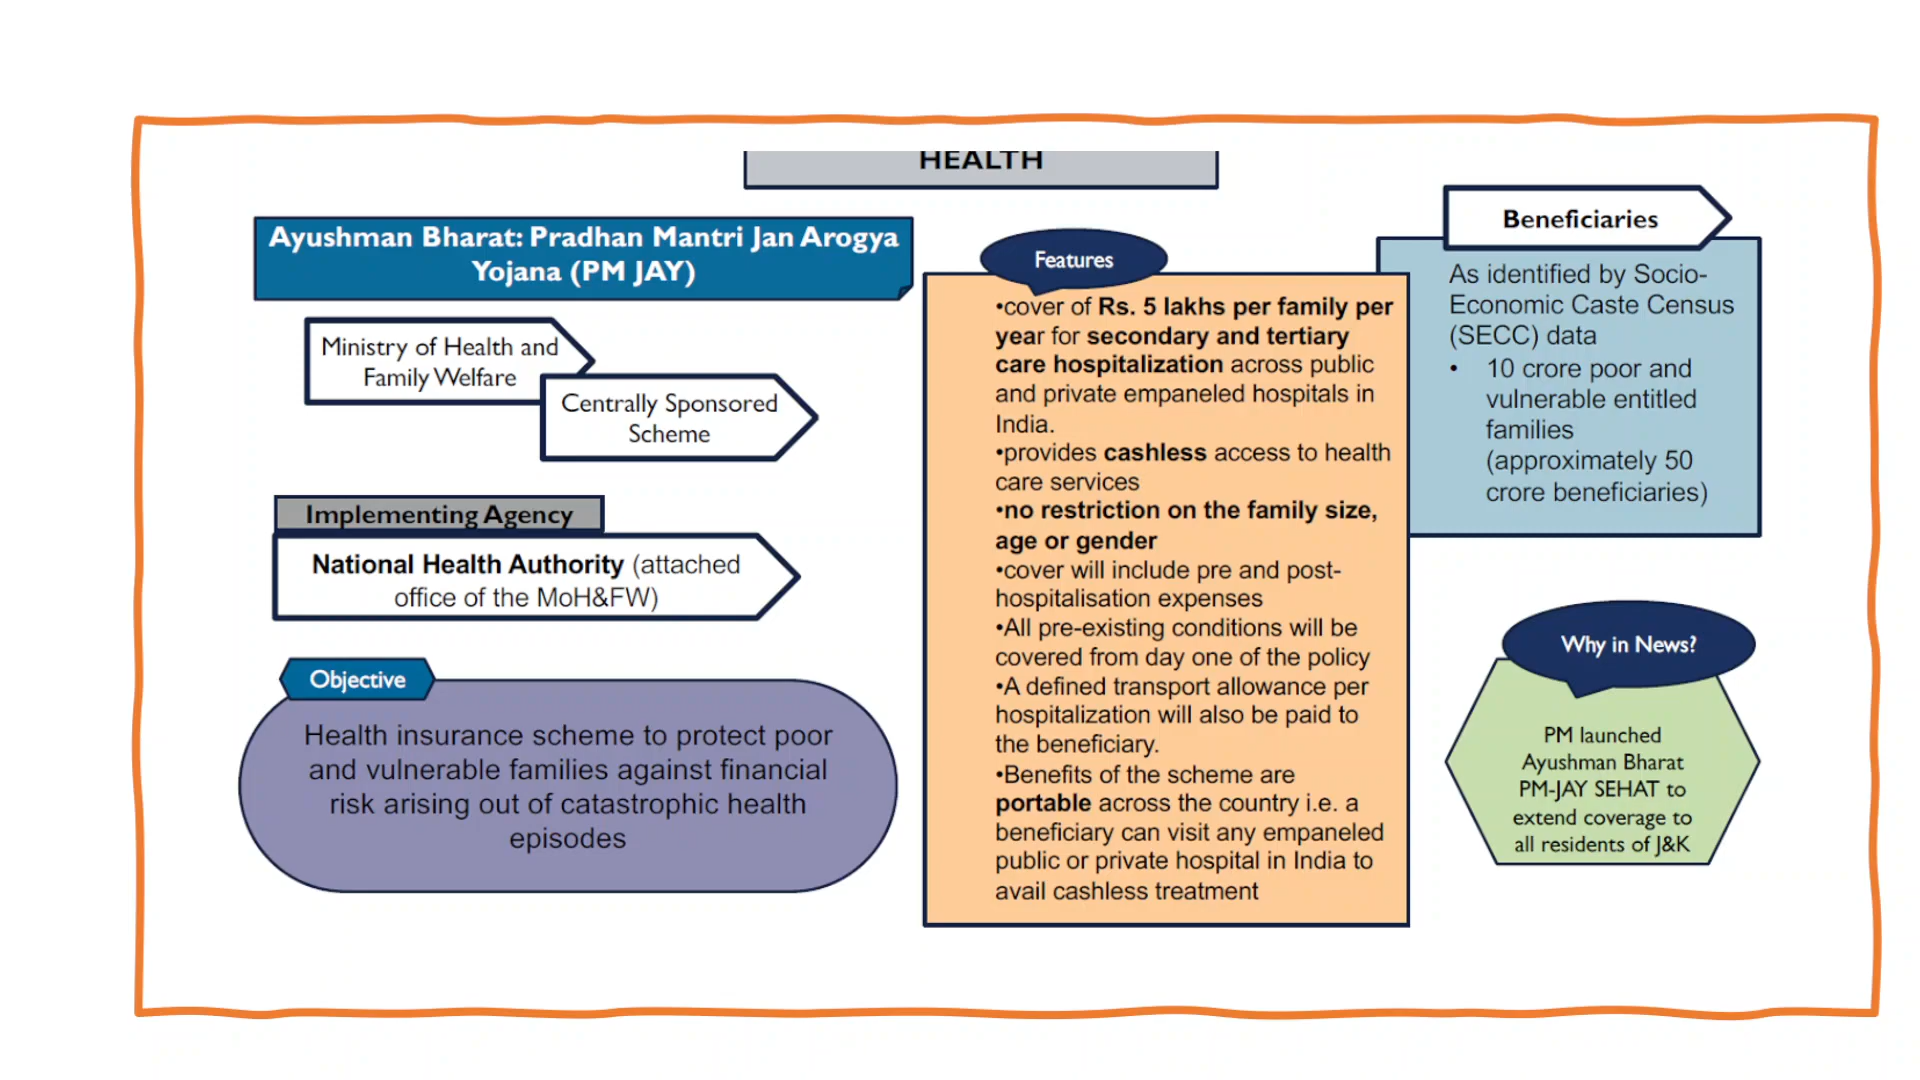 HEALTH
Ayushman Bharat: Pradhan Mantri Jan Arogya
Yojana (PM JAY)
Ministry of Health and
Family Welfare
Centrally Sponsored
Scheme
Implementing Agency
National Health Authority (attached
office of the MoH&FW)
Objective
Health insurance scheme to protect poor
and vulnerable families against financial
risk arising out of catastrophic health
episodes
Features
•cover of Rs. 5 lakhs per family per
year for secondary and tertiary
care hospitalization across public
and private empaneled hospitals in
India.
•provides cashless access to health
care services
•no restriction on the family size,
age or gender
•cover will include pre and post-
hospitalisation expenses
•All pre-existing conditions will be
covered from day one of the policy
•A defined transport allowance per
hospitalization will also be paid to
the beneficiary.
•Benefits of the scheme are
portable across the country i.e. a
beneficiary can visit any empaneled
public or private hospital in India to
avail cashless treatment
Beneficiaries
As identified by Socio-
Economic Caste Census
(SECC) data
• 10 crore poor and
vulnerable entitled
families
(approximately 50
crore beneficiaries)
Why in News?
PM launched
Ayushman Bharat
PM-JAY SEHAT to
extend coverage to
all residents of J&K